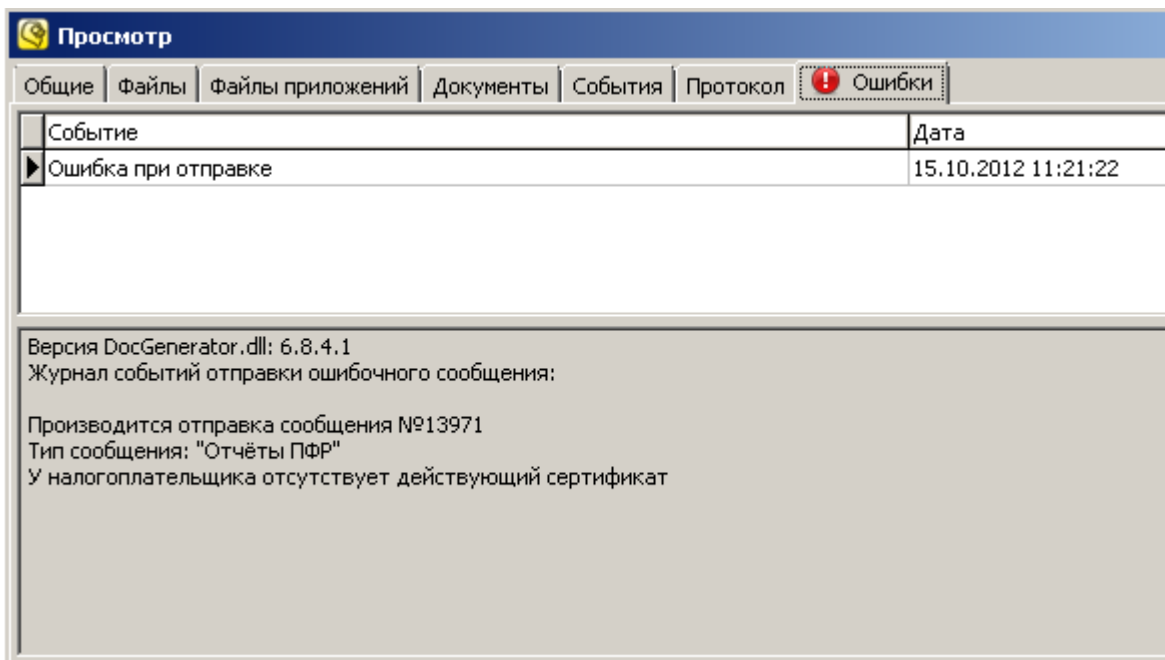 Просмотр
Общие Файлы Файлы приложений Документы События Протокол Ошибки
Событие Дата
Ошибка при отправке 15.10.2012 11:21:22
Версия DocGenerator.dll: 6.8.4.1
Журнал событий отправки ошибочного сообщения:
Производится отправка сообщения №13971
Тип сообщения: "Отчёты ПФР"
У налогоплательщика отсутствует действующий сертификат